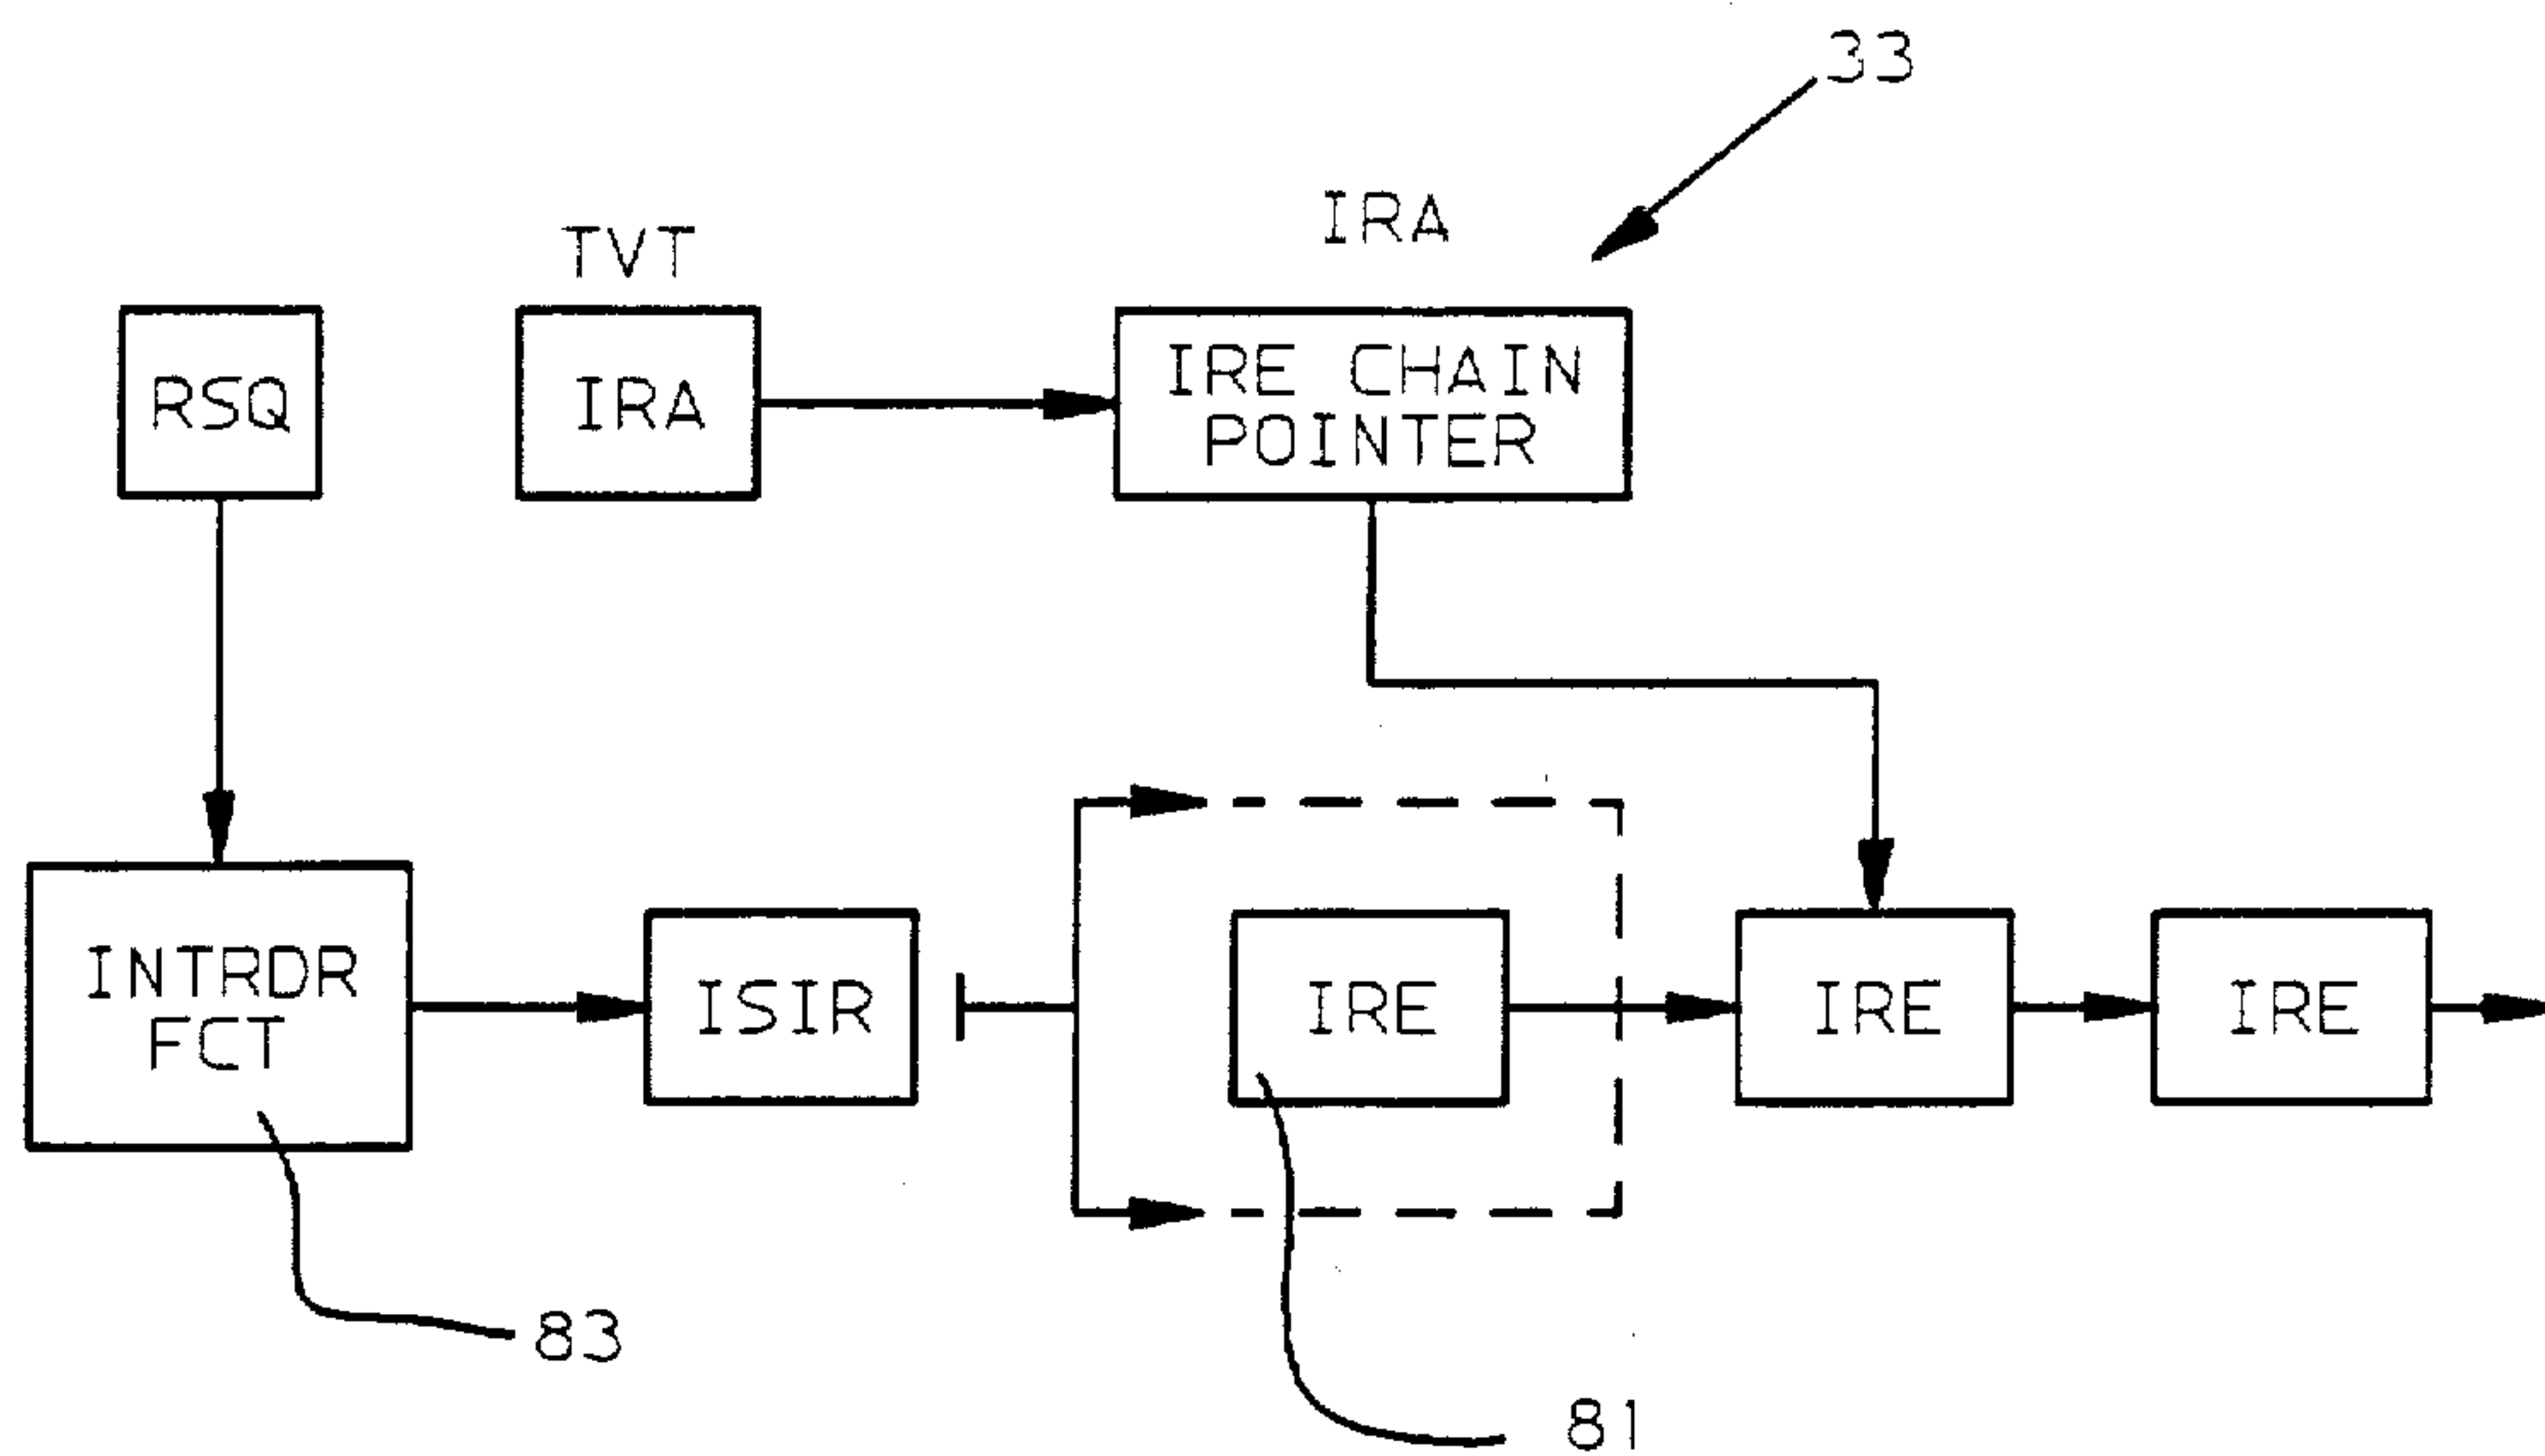 33
IRA
TVT
RSQ
IRA
IRE CHAIN
POINTER
INTRDR
FCT
ISIR
IRE
IRE
IRE
83
81